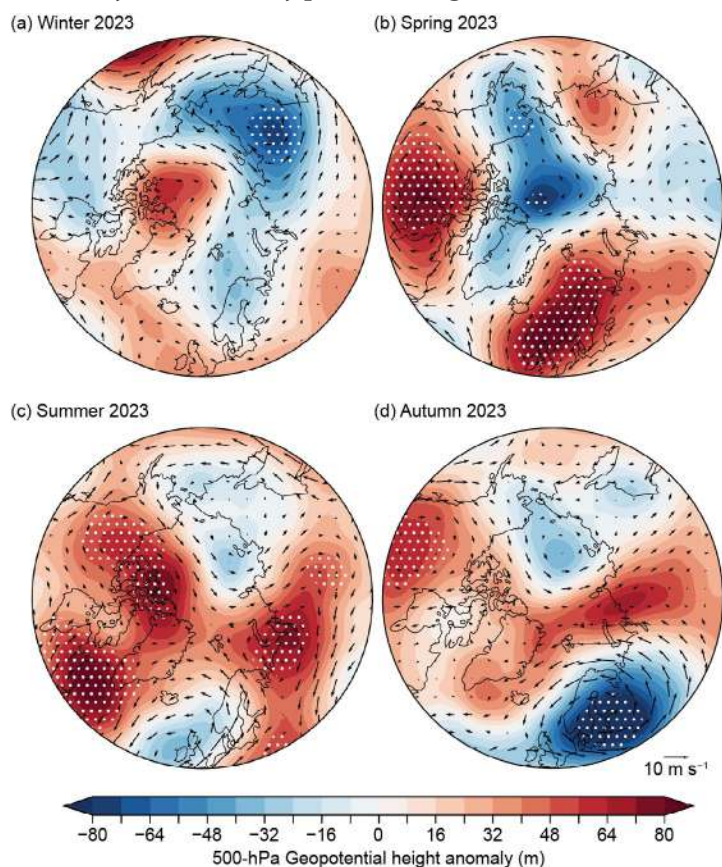 (a) Winter 2023
(b) Spring 2023
(c) Summer 2023
(d) Autumn 2023
10 m s⁻¹
−80 −64 −48 −32 −16 0 16 32 48 64 80
500-hPa Geopotential height anomaly (m)